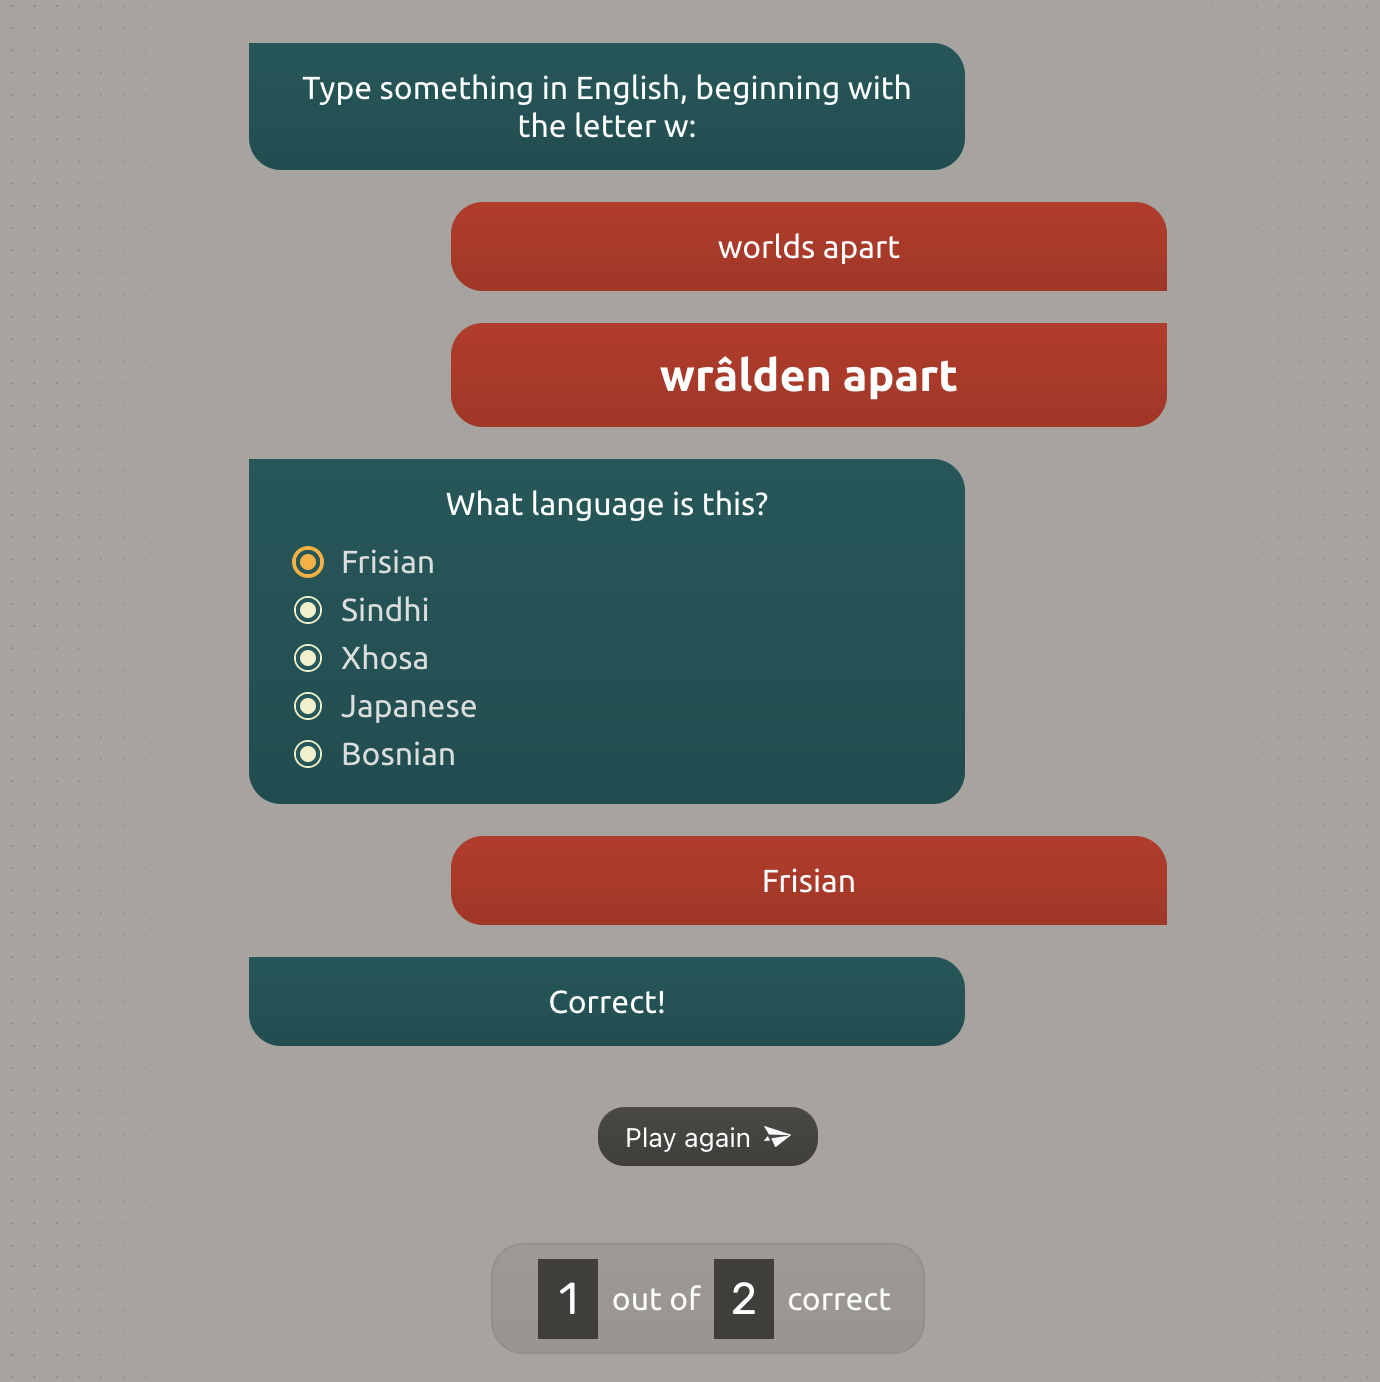 Type something in English, beginning with
the letter w:
worlds apart
wrâlden apart
What language is this?
Frisian
Sindhi
Xhosa
Japanese
Bosnian
Frisian
Correct!
Play again
1 out of 2 correct